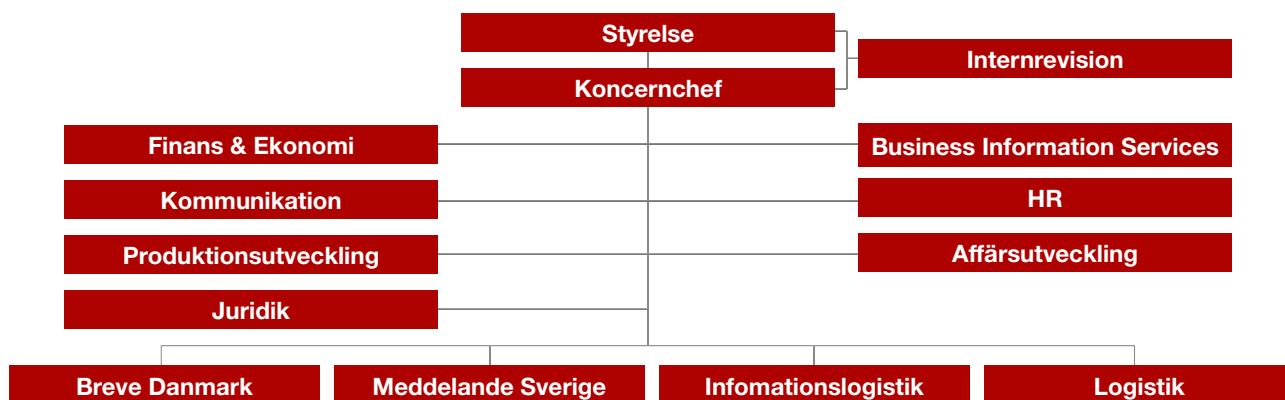 Styrelse
Internrevision
Koncernchef
Finans & Ekonomi
Business Information Services
Kommunikation
HR
Produktionsutveckling
Affärsutveckling
Juridik
Breve Danmark
Meddelande Sverige
Infomationslogistik
Logistik